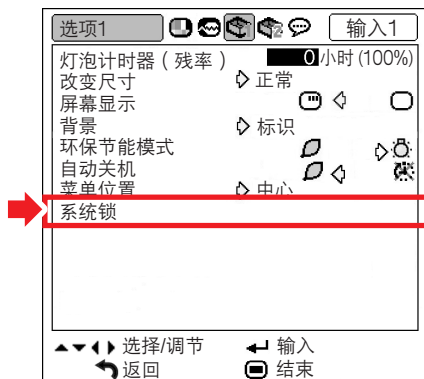 选项1 输入1
灯泡计时器（残率） 0小时(100%)
改变尺寸 正常
屏幕显示
背景 标识
环保节能模式
自动关机
菜单位置 中心
系统锁
选择/调节 输入
返回 结束